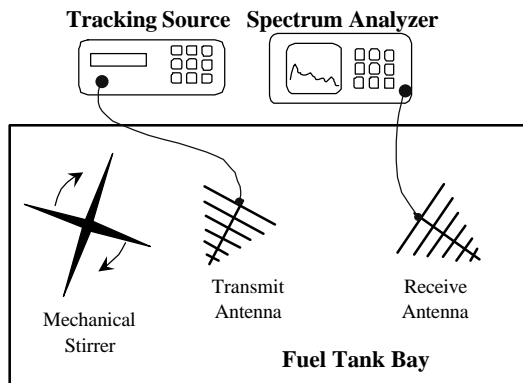 Tracking Source
Spectrum Analyzer
Transmit
Antenna
Receive
Antenna
Mechanical
Stirrer
Fuel Tank Bay